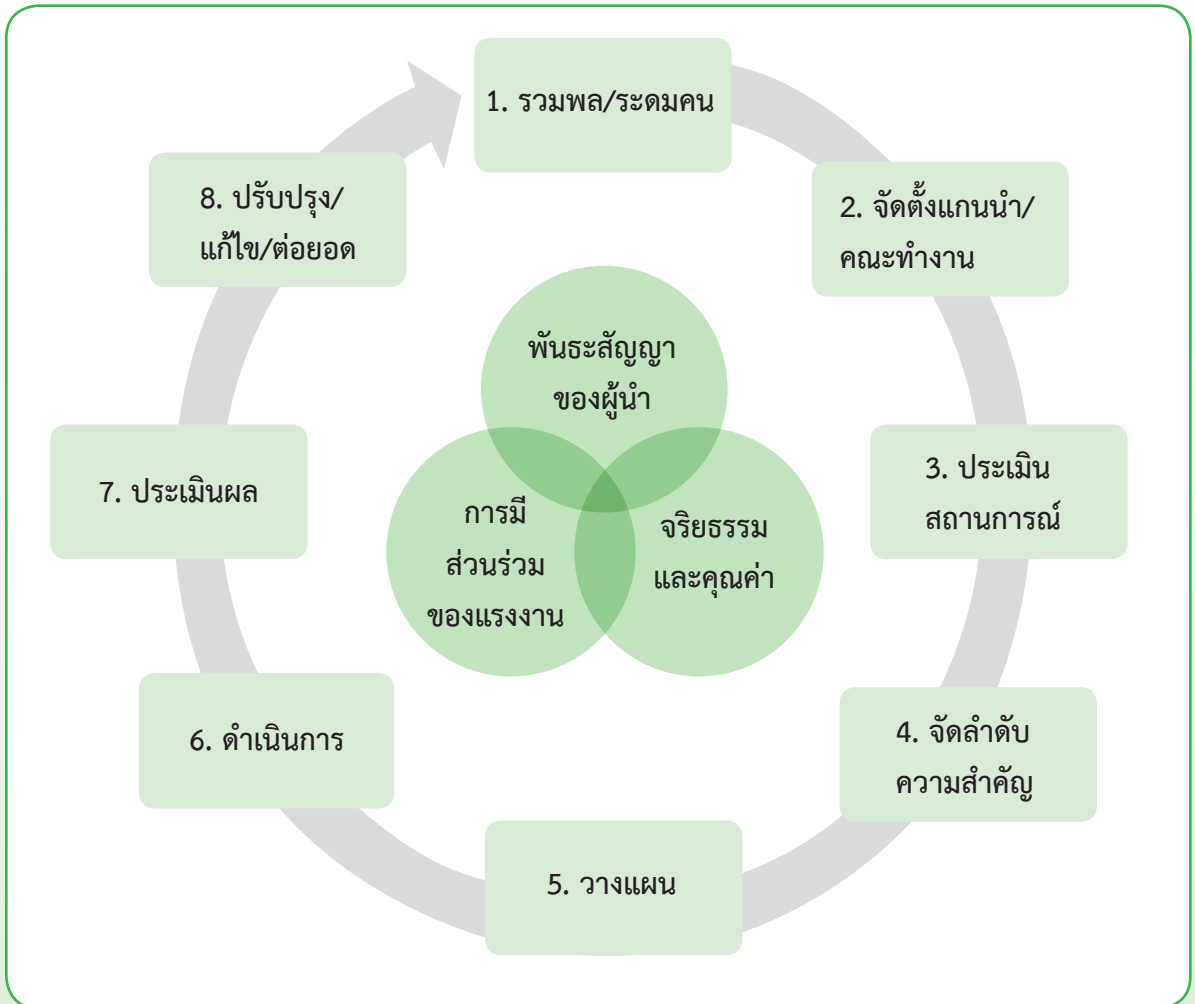 1. รวมพล/ระดมคน
2. จัดตั้งแกนนำ/
คณะทำงาน
3. ประเมิน
สถานการณ์
4. จัดลำดับ
ความสำคัญ
5. วางแผน
6. ดำเนินการ
7. ประเมินผล
8. ปรับปรุง/
แก้ไข/ต่อยอด
พันธะสัญญา
ของผู้นำ
การมี
ส่วนร่วม
ของแรงงาน
จริยธรรม
และคุณค่า